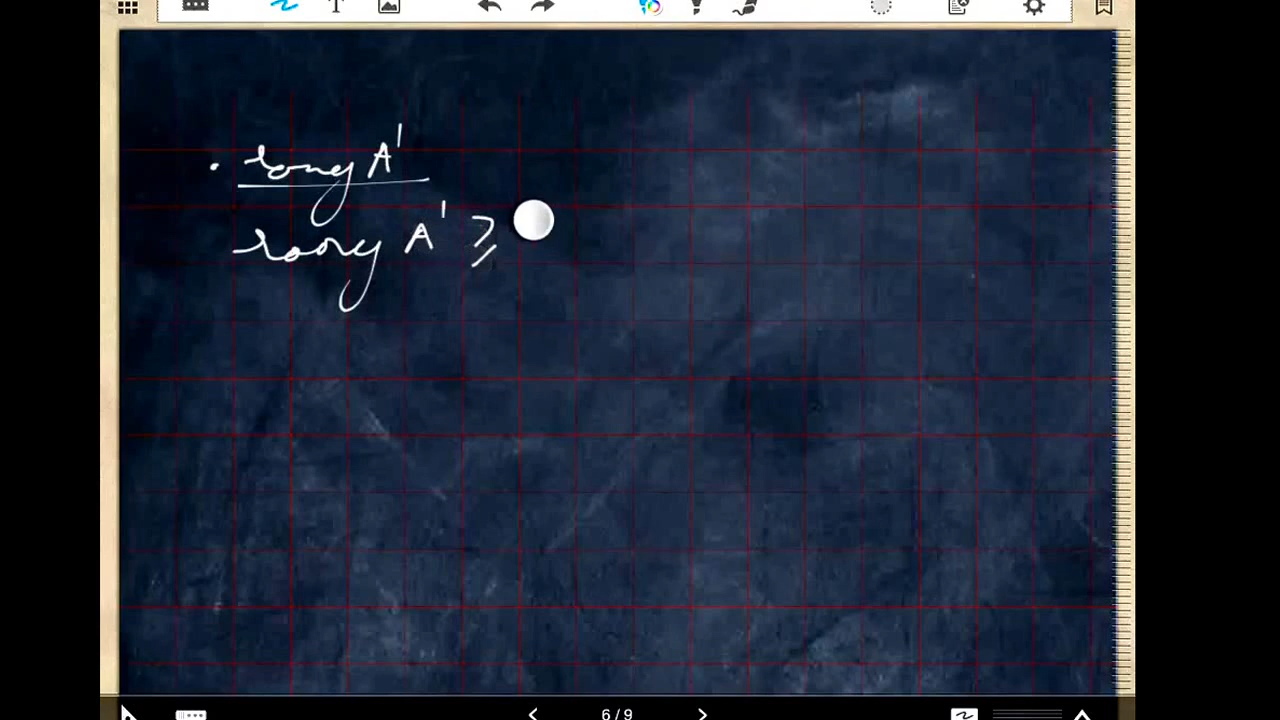 . rang A'
rang A' ≥
6 / 9